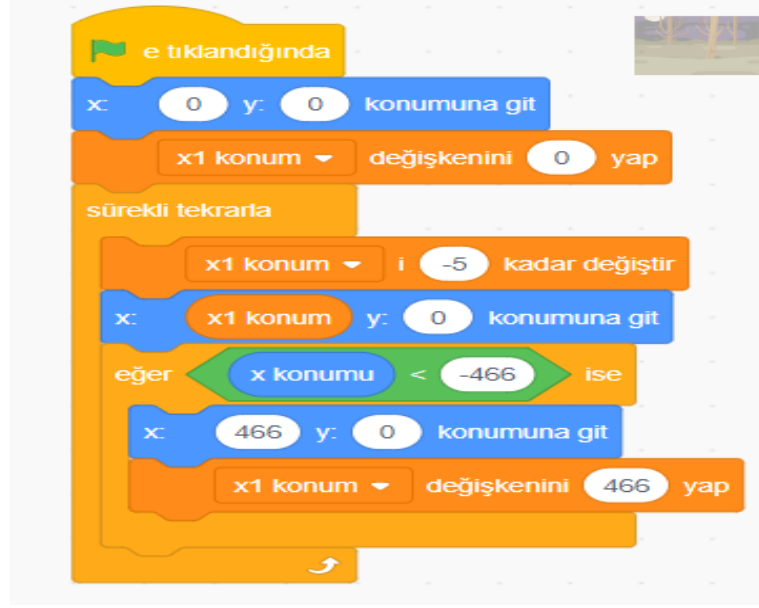 e tıklandığında
x: 0 y: 0 konumuna git
x1 konum değişkenini 0 yap
sürekli tekrarla
x1 konum i -5 kadar değiştir
x: x1 konum y: 0 konumuna git
eğer x konumu < -466 ise
x: 466 y: 0 konumuna git
x1 konum değişkenini 466 yap